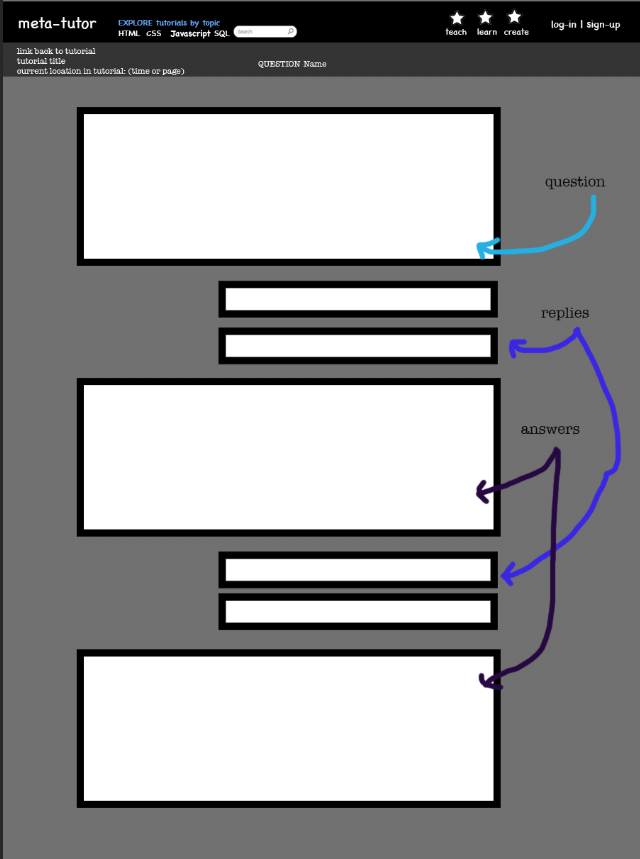 meta-tutor
EXPLORE tutorials by topic
HTML CSS Javascript SQL
Search
teach learn create
log-in | sign-up
link back to tutorial
tutorial title
current location in tutorial: (time or page)
QUESTION Name
question
replies
answers